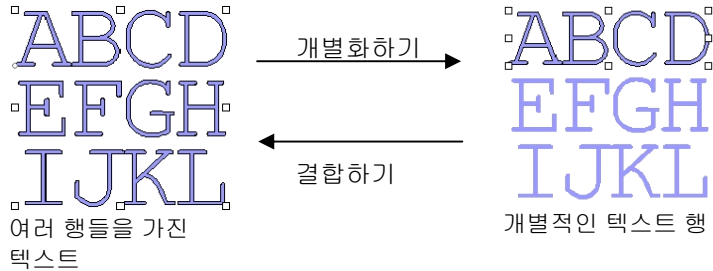 ABCD
EFGH
IJKL
여러 행들을 가진
텍스트
개별화하기
결합하기
ABCD
EFGH
IJKL
개별적인 텍스트 행